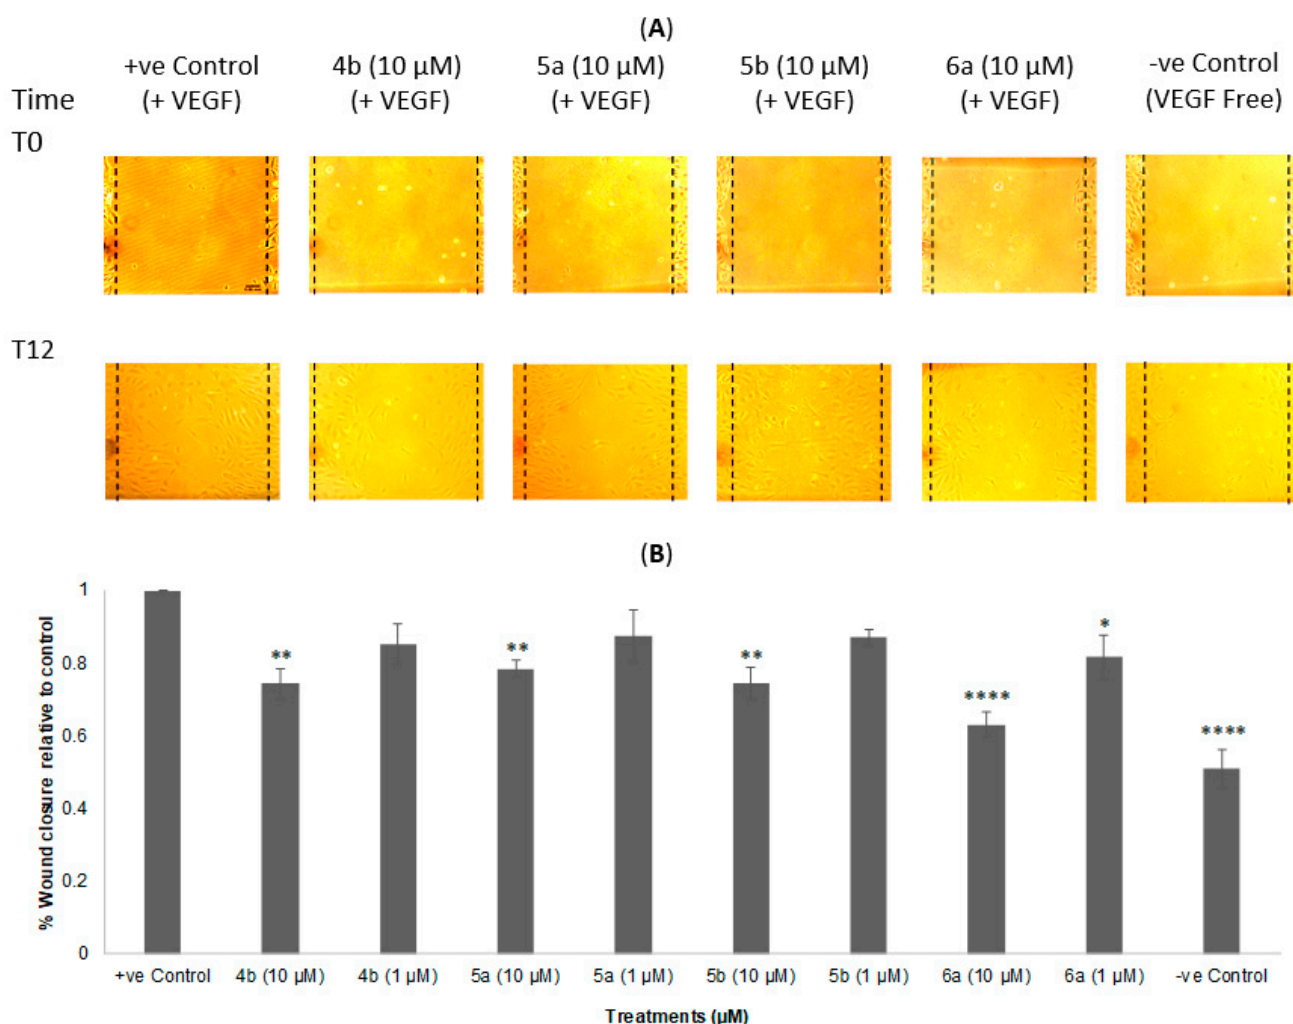 (A)
+ve Control 4b (10 µM) 5a (10 µM) 5b (10 µM) 6a (10 µM) -ve Control
Time (+ VEGF) (+ VEGF) (+ VEGF) (+ VEGF) (+ VEGF) (VEGF Free)
T0
T12
(B)
% Wound closure relative to control
1
0.8
0.6
0.4
0.2
0
** ** ** **** * ****
+ve Control 4b (10 µM) 4b (1 µM) 5a (10 µM) 5a (1 µM) 5b (10 µM) 5b (1 µM) 6a (10 µM) 6a (1 µM) -ve Control
Treatments (µM)